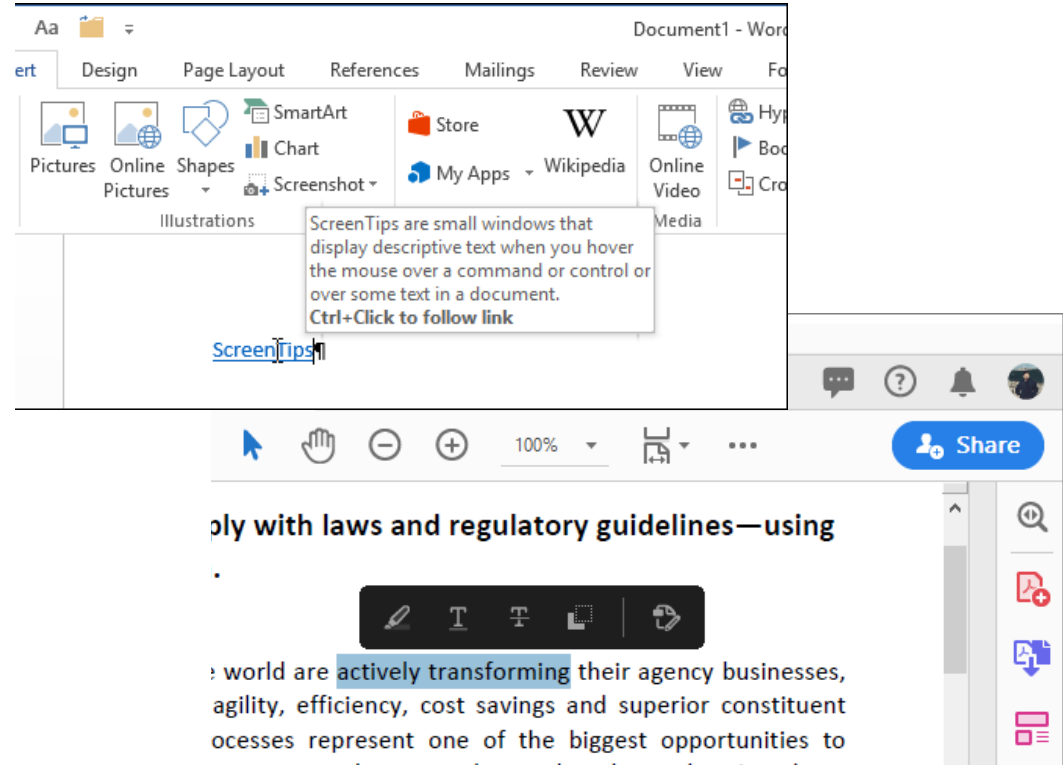 Aa
Document1 - Word
ert Design Page Layout References Mailings Review View Fo
Pictures
Online Pictures
Shapes
SmartArt
Chart
Screenshot
Store
My Apps
W
Wikipedia
Online Video
Hyp
Boo
Cro
Illustrations
Media
ScreenTips are small windows that
display descriptive text when you hover
the mouse over a command or control or
over some text in a document.
Ctrl+Click to follow link
ScreenTips¶
100%
Share
ply with laws and regulatory guidelines—using
.
e world are actively transforming their agency businesses,
agility, efficiency, cost savings and superior constituent
ocesses represent one of the biggest opportunities to